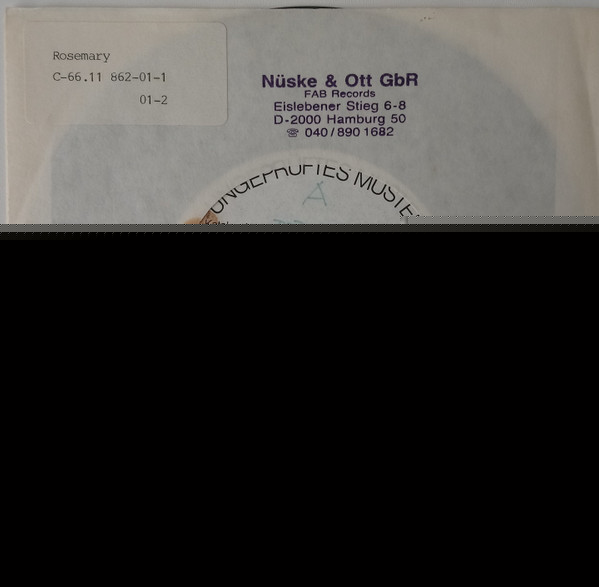 Rosemary
C-66.11 862-01-1
01-2
Nüske & Ott GbR
FAB Records
Eislebener Stieg 6-8
D-2000 Hamburg 50
☏ 040/890 1682
UNGEPRÜFTES MUSTE
A